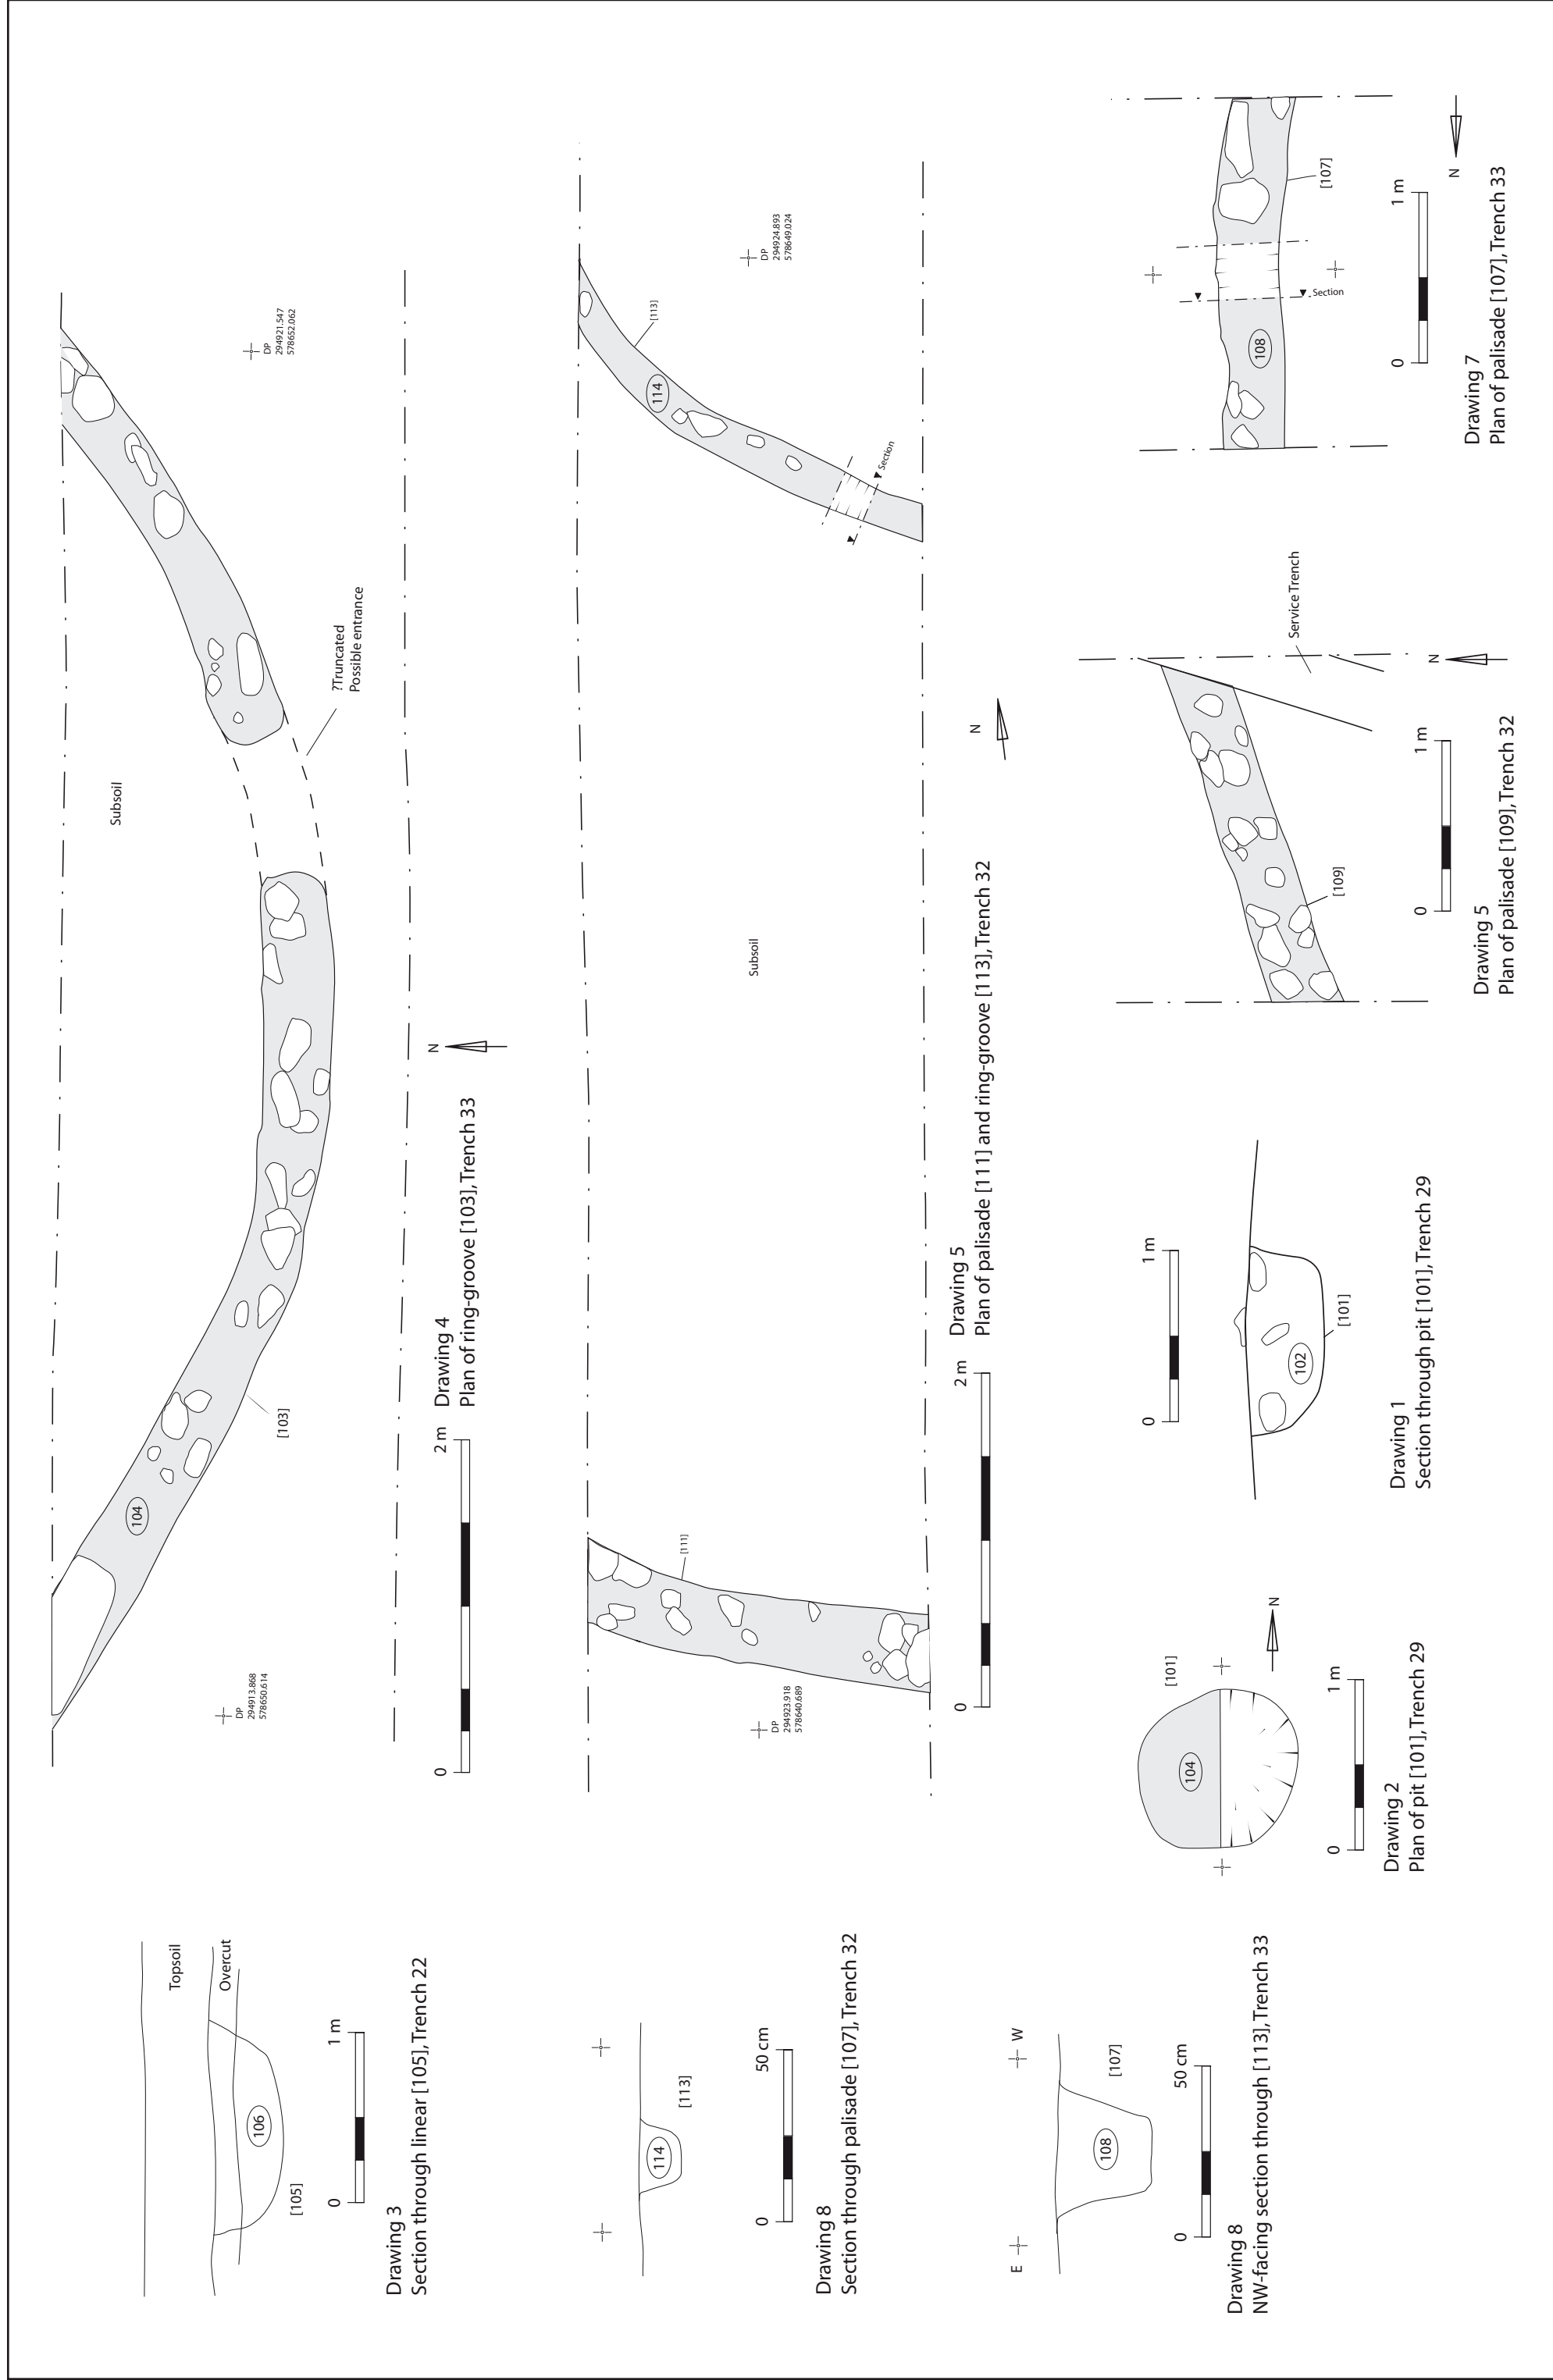 Topsoil
Overcut
106
[105]
0
1 m
Drawing 3
Section through linear [105], Trench 22
114
[113]
0
50 cm
Drawing 8
Section through palisade [107], Trench 32
E
W
108
[107]
0
50 cm
Drawing 8
NW-facing section through [113], Trench 33
Subsoil
104
[103]
?Truncated
Possible entrance
DP
294913.868
578650.614
DP
294921.547
578652.062
N
0
2 m
Drawing 4
Plan of ring-groove [103], Trench 33
[111]
Subsoil
114
[113]
Section
DP
294923.918
578640.689
DP
294924.893
578649.024
N
0
2 m
Drawing 5
Plan of palisade [111] and ring-groove [113], Trench 32
104
[101]
N
0
1 m
Drawing 2
Plan of pit [101], Trench 29
0
1 m
102
[101]
Drawing 1
Section through pit [101], Trench 29
[109]
Service Trench
N
0
1 m
Drawing 5
Plan of palisade [109], Trench 32
108
Section
[107]
N
0
1 m
Drawing 7
Plan of palisade [107], Trench 33